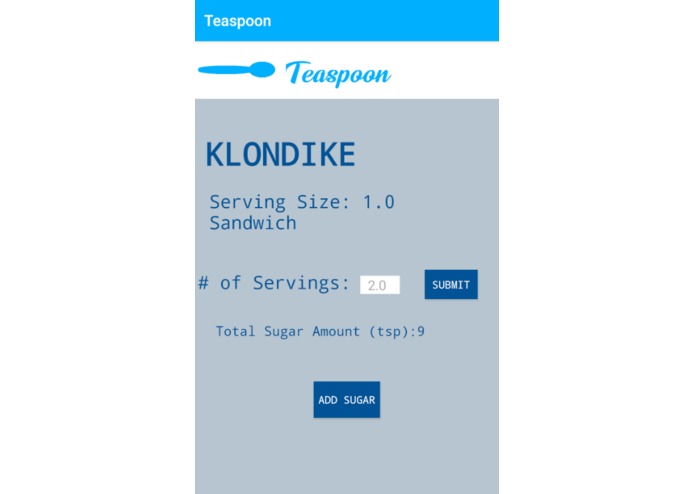 Teaspoon
Teaspoon
KLONDIKE
Serving Size: 1.0
Sandwich
# of Servings: 2.0 SUBMIT
Total Sugar Amount (tsp):9
ADD SUGAR